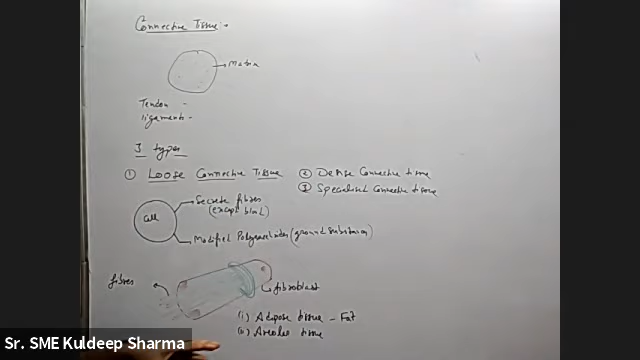 Connective Tissue :-
Matrix
Tendon -
ligaments -
3 types
① Loose Connective Tissue
② Dense Connective tissue
③ Specialised Connective tissue
Cell
Secrete fibres
(except blood)
Modified Polysaccharides (ground substances)
fibres
fibroblast
(i) Adipose tissue - Fat
(ii) Areolar tissue
Sr. SME Kuldeep Sharma